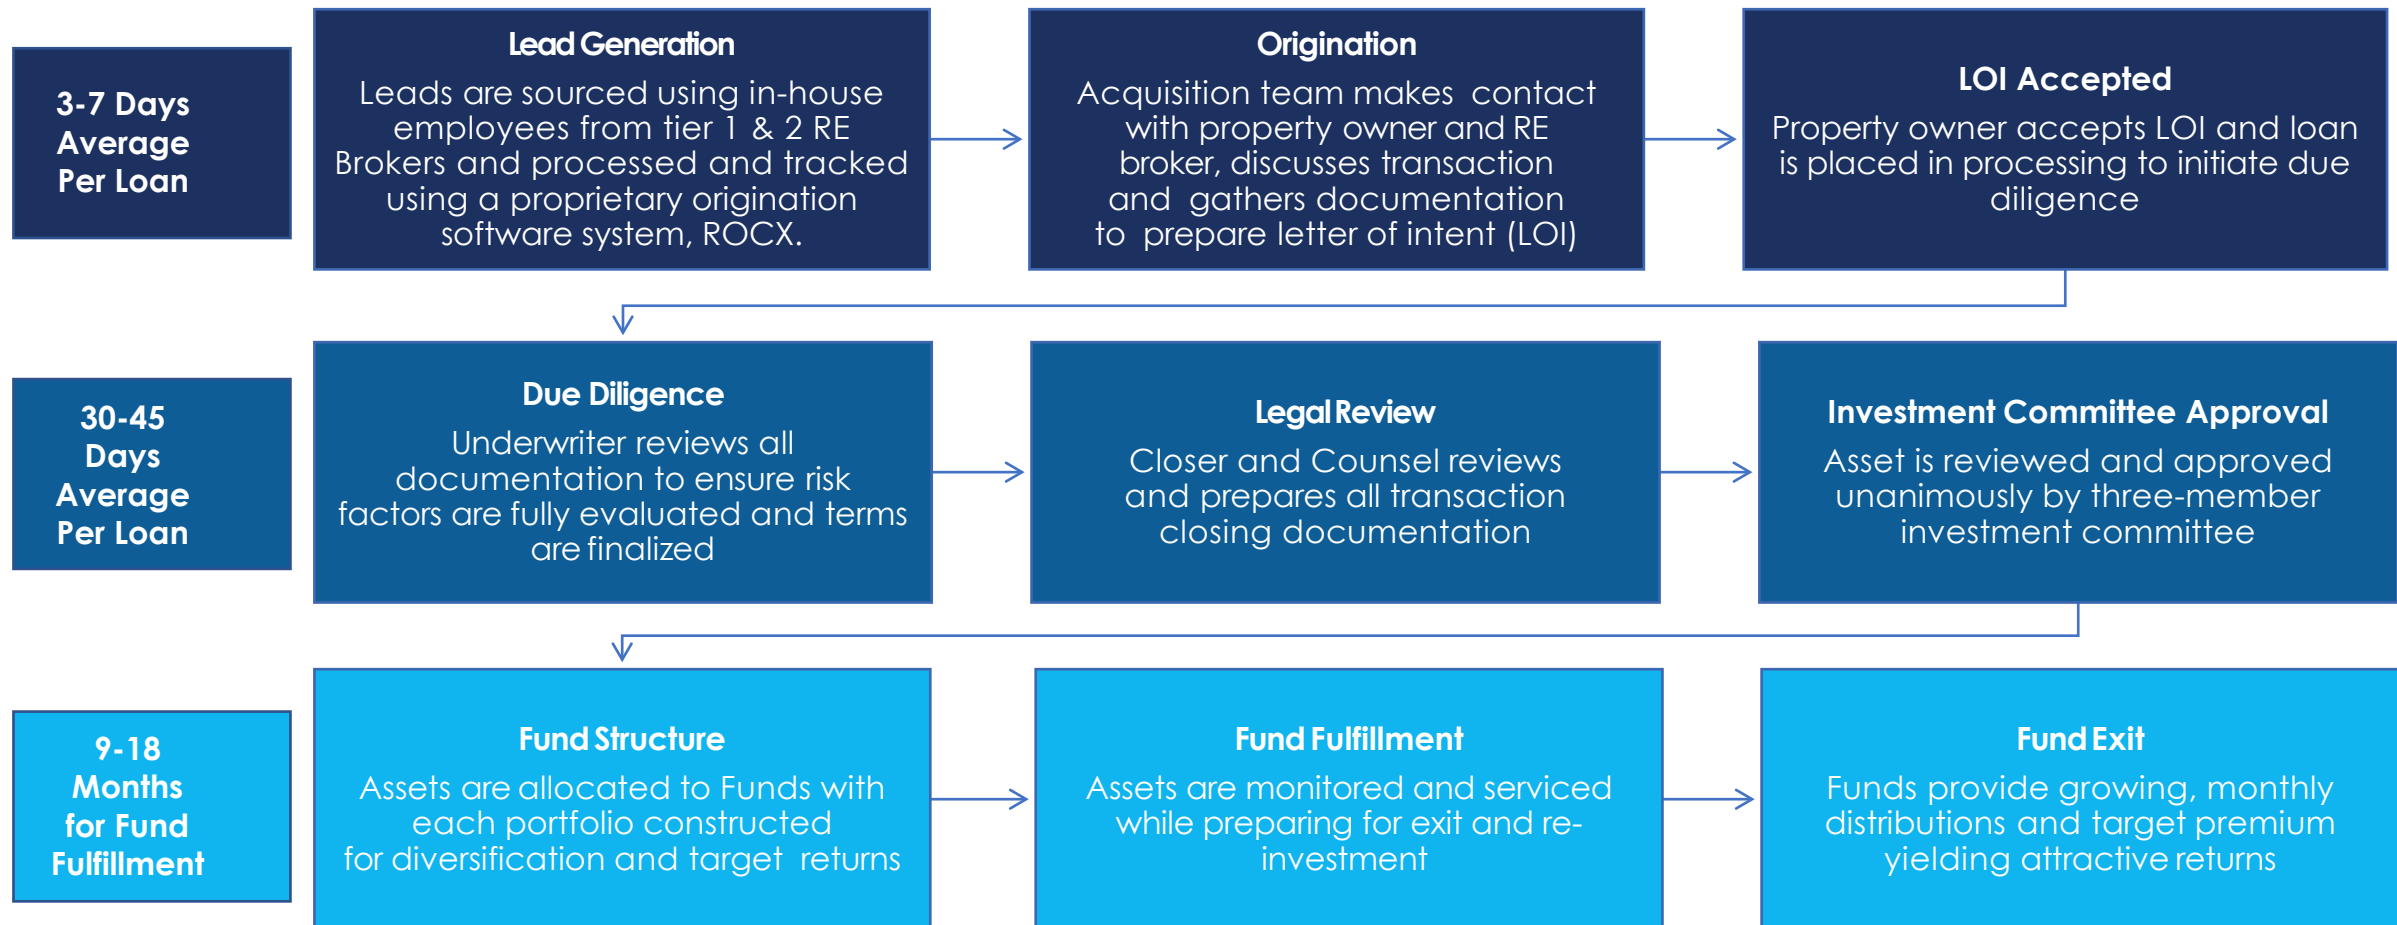 3-7 Days
Average
Per Loan
Lead Generation
Leads are sourced using in-house
employees from tier 1 & 2 RE
Brokers and processed and tracked
using a proprietary origination
software system, ROCX.
Origination
Acquisition team makes contact
with property owner and RE
broker, discusses transaction
and gathers documentation
to prepare letter of intent (LOI)
LOI Accepted
Property owner accepts LOI and loan
is placed in processing to initiate due
diligence
30-45
Days
Average
Per Loan
Due Diligence
Underwriter reviews all
documentation to ensure risk
factors are fully evaluated and terms
are finalized
Legal Review
Closer and Counsel reviews
and prepares all transaction
closing documentation
Investment Committee Approval
Asset is reviewed and approved
unanimously by three-member
investment committee
9-18
Months
for Fund
Fulfillment
Fund Structure
Assets are allocated to Funds with
each portfolio constructed
for diversification and target returns
Fund Fulfillment
Assets are monitored and serviced
while preparing for exit and re-
investment
Fund Exit
Funds provide growing, monthly
distributions and target premium
yielding attractive returns